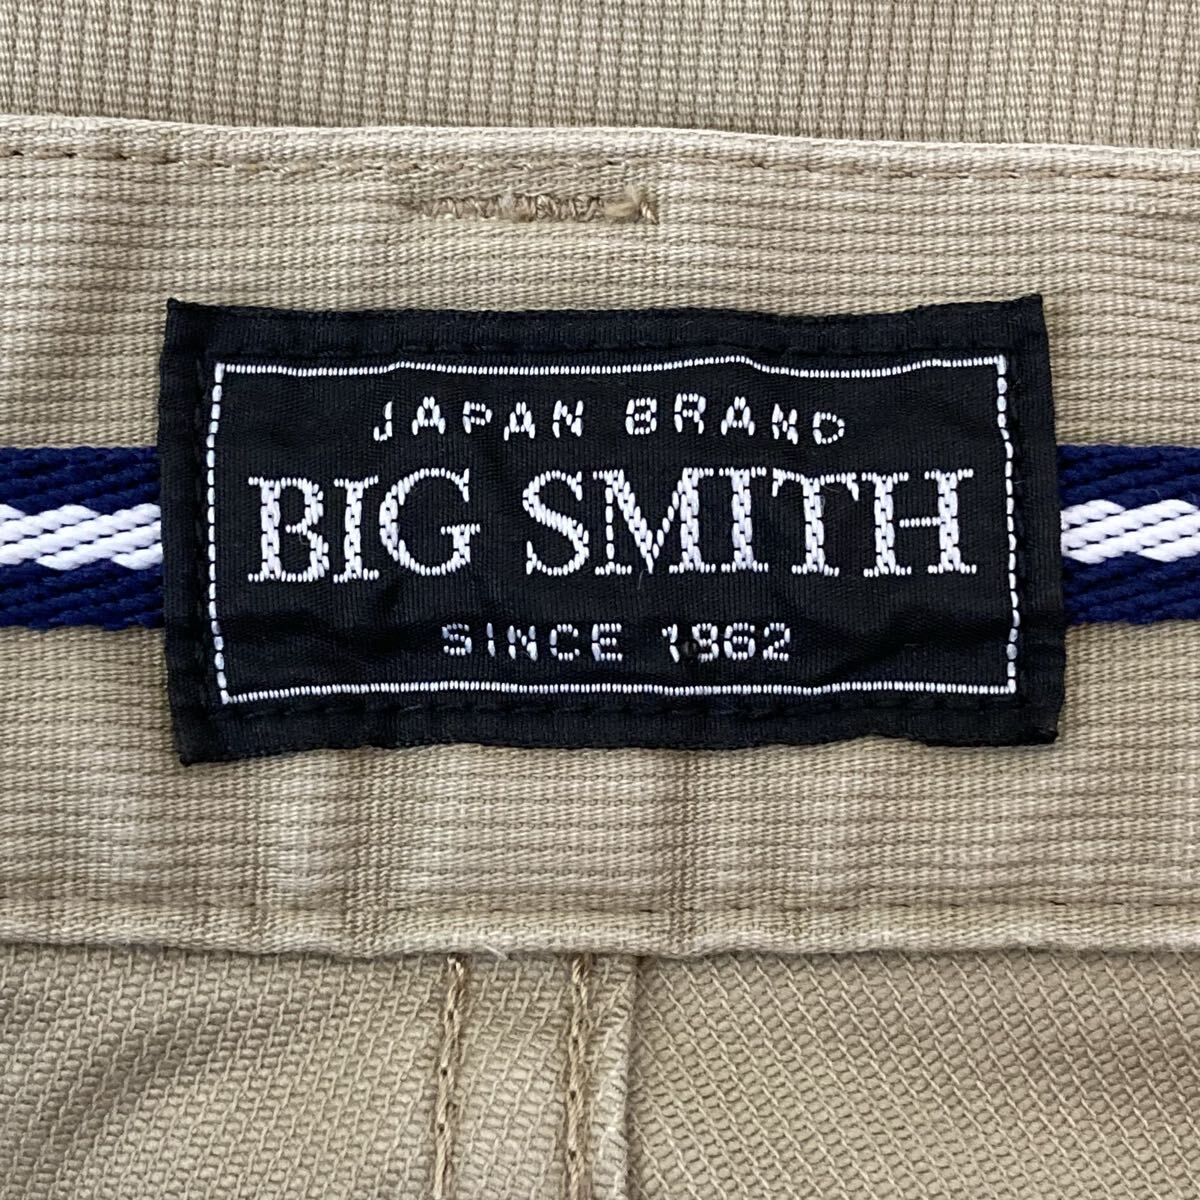 JAPAN BRAND
BIG SMITH
SINCE 1962